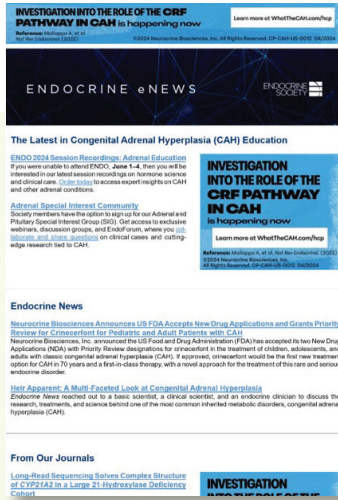 INVESTIGATION INTO THE ROLE OF THE CRF
PATHWAY IN CAH is happening now
Learn more at WhatTheCAH.com/hcp
Reference: Mallappa A, et al.
Nat Rev Endocrinol. (2022)
©2024 Neurocrine Biosciences, Inc. All Rights Reserved. CP-CAH-US-0012 04/2024
ENDOCRINE eNEWS
ENDOCRINE
SOCIETY
The Latest in Congenital Adrenal Hyperplasia (CAH) Education
ENDO 2024 Session Recordings: Adrenal Education
If you were unable to attend ENDO, June 1–4, then you will be
interested in our latest session recordings on hormone science
and clinical care. Order today to access expert insights on CAH
and other adrenal conditions.
Adrenal Special Interest Community
Society members have the option to sign up for our Adrenal and
Pituitary Special Interest Group (SIG). Get access to exclusive
webinars, discussion groups, and EndoForum, where you col-
laborate and share questions on clinical cases and cutting-
edge research tied to CAH.
INVESTIGATION
INTO THE ROLE OF THE
CRF PATHWAY
IN CAH
is happening now
Learn more at WhatTheCAH.com/hcp
Reference: Mallappa A, et al. Nat Rev Endocrinol. (2022)
©2024 Neurocrine Biosciences, Inc.
All Rights Reserved. CP-CAH-US-0012 04/2024
Endocrine News
Neurocrine Biosciences Announces US FDA Accepts New Drug Applications and Grants Priority
Review for Crinecerfont for Pediatric and Adult Patients with CAH
Neurocrine Biosciences, Inc. announced the US Food and Drug Administration (FDA) has accepted its two New Drug
Applications (NDA) with Priority Review designations for crinecerfont in the treatment of children, adolescents, and
adults with classic congenital adrenal hyperplasia (CAH). If approved, crinecerfont would be the first new treatment
option for CAH in 70 years and a first-in-class therapy, with a novel approach for the treatment of this rare and serious
endocrine disorder.
Heir Apparent: A Multi-Faceted Look at Congenital Adrenal Hyperplasia
Endocrine News reached out to a basic scientist, a clinical scientist, and an endocrine clinician to discuss the
research, treatments, and science behind one of the most common inherited metabolic disorders, congenital adrenal
hyperplasia (CAH).
From Our Journals
Long-Read Sequencing Solves Complex Structure
of CYP21A2 in a Large 21-Hydroxylase Deficiency
Cohort
INVESTIGATION
INTO THE ROLE OF THE